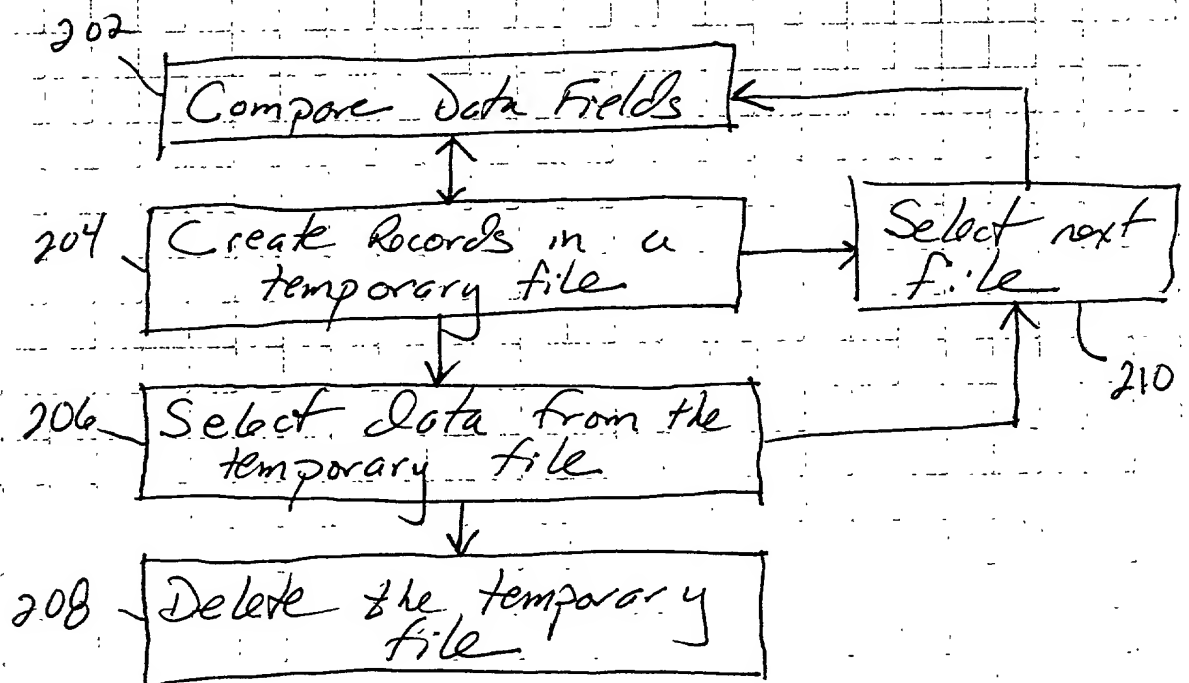 202
Compare Data Fields
204
Create Records in a
temporary file
Select next
file
210
206
Select data from the
temporary file
208
Delete the temporary
file